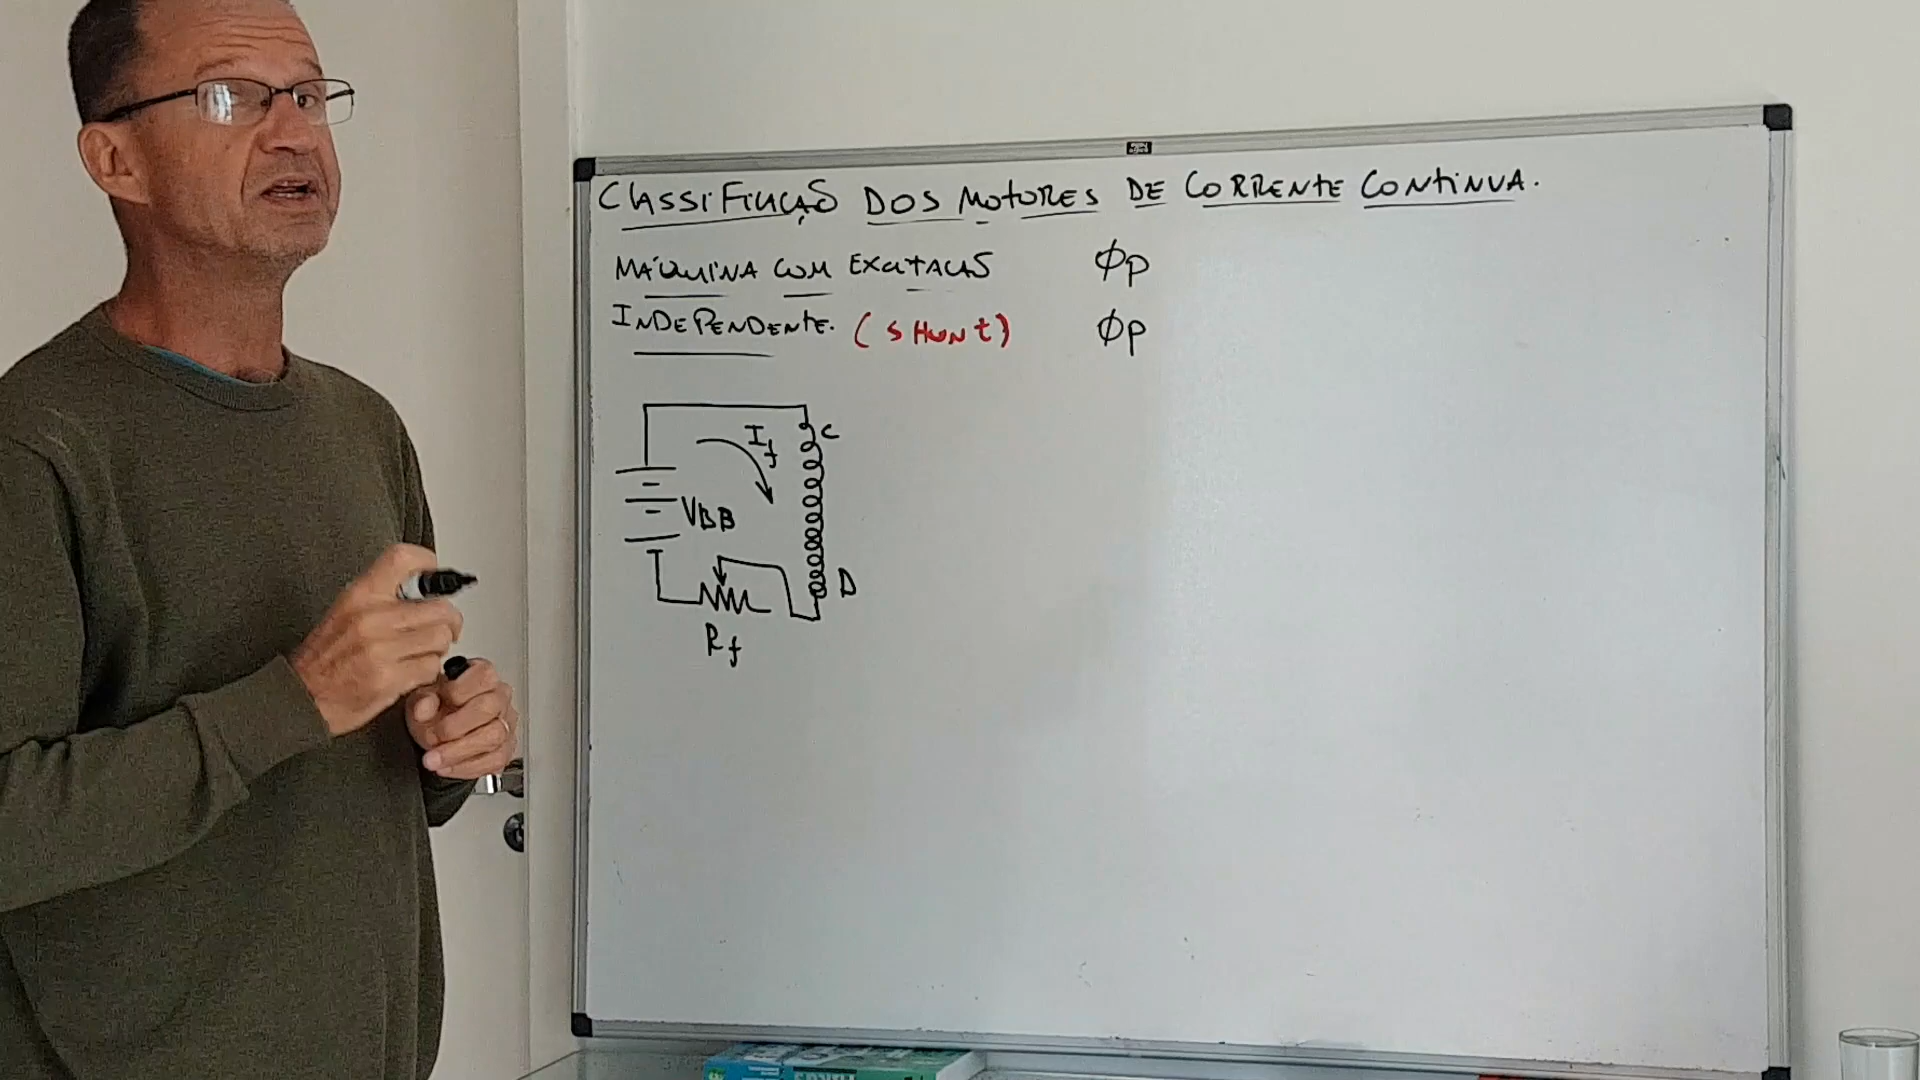 CLASSIFICAÇÃO DOS MOTORES DE CORRENTE CONTINUA.
MÁQUINA COM EXCITAÇÃO ϕp
INDEPENDENTE. (SHUNT) ϕp
If C
VBB
D
Rf